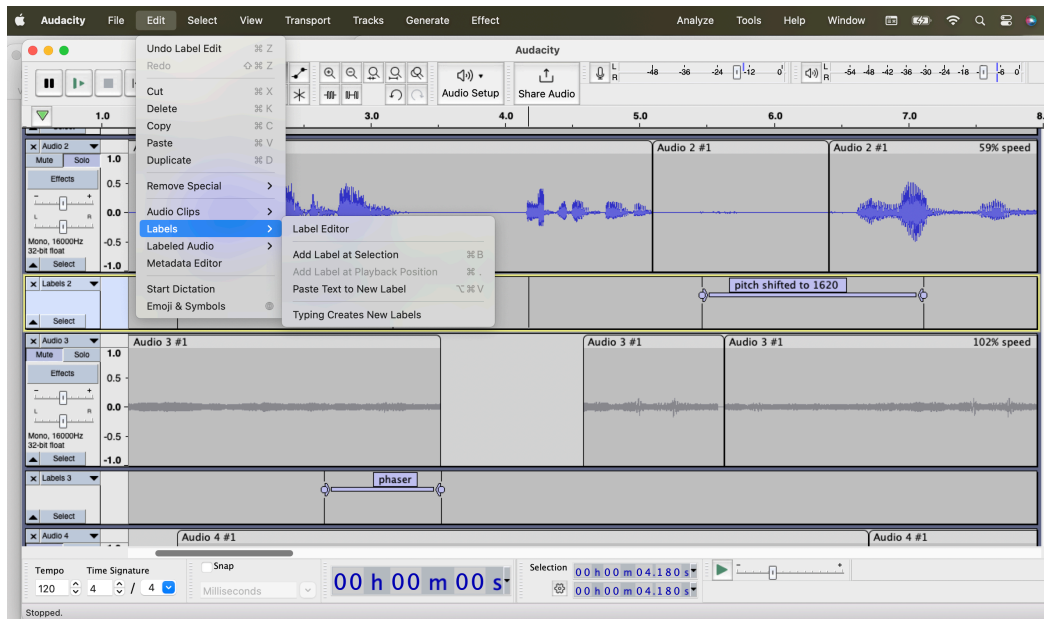 Audacity File Edit Select View Transport Tracks Generate Effect Analyze Tools Help Window
Audacity
Undo Label Edit ⌘ Z
Redo ⇧ ⌘ Z
Cut ⌘ X
Delete ⌘ K
Copy ⌘ C
Paste ⌘ V
Duplicate ⌘ D
Remove Special
Audio Clips
Labels
Labeled Audio
Metadata Editor
Start Dictation
Emoji & Symbols
Label Editor
Add Label at Selection ⌘ B
Add Label at Playback Position ⌘ .
Paste Text to New Label ⌥ ⌘ V
Typing Creates New Labels
Audio Setup
Share Audio
L R -48 -36 -24 -12 0
L R -54 -48 -42 -36 -30 -24 -18 -6 0
1.0 3.0 4.0 5.0 6.0 7.0 8.
Audio 2
Mute Solo
Effects
- +
L R
Mono, 16000Hz
32-bit float
Select
1.0
0.5
0.0
-0.5
-1.0
Audio 2 #1
Audio 2 #1 59% speed
Labels 2
Select
pitch shifted to 1620
Audio 3
Mute Solo
Effects
- +
L R
Mono, 16000Hz
32-bit float
Select
1.0
0.5
0.0
-0.5
-1.0
Audio 3 #1
Audio 3 #1
Audio 3 #1 102% speed
Labels 3
Select
phaser
Audio 4
Audio 4 #1
Audio 4 #1
Tempo
120
Time Signature
4 / 4
Snap
Milliseconds
00 h 00 m 00 s
Selection
00 h 00 m 04.180 s
00 h 00 m 04.180 s
Stopped.